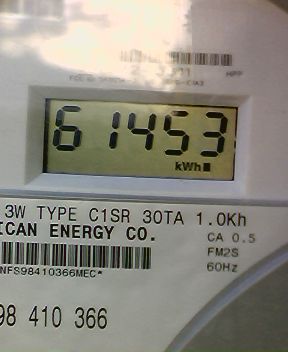 61453
kWh
3W TYPE C1SR 30TA 1.0Kh
ICAN ENERGY CO.
CA 0.5
FM2S
60Hz
NFS98410366MEC*
98 410 366